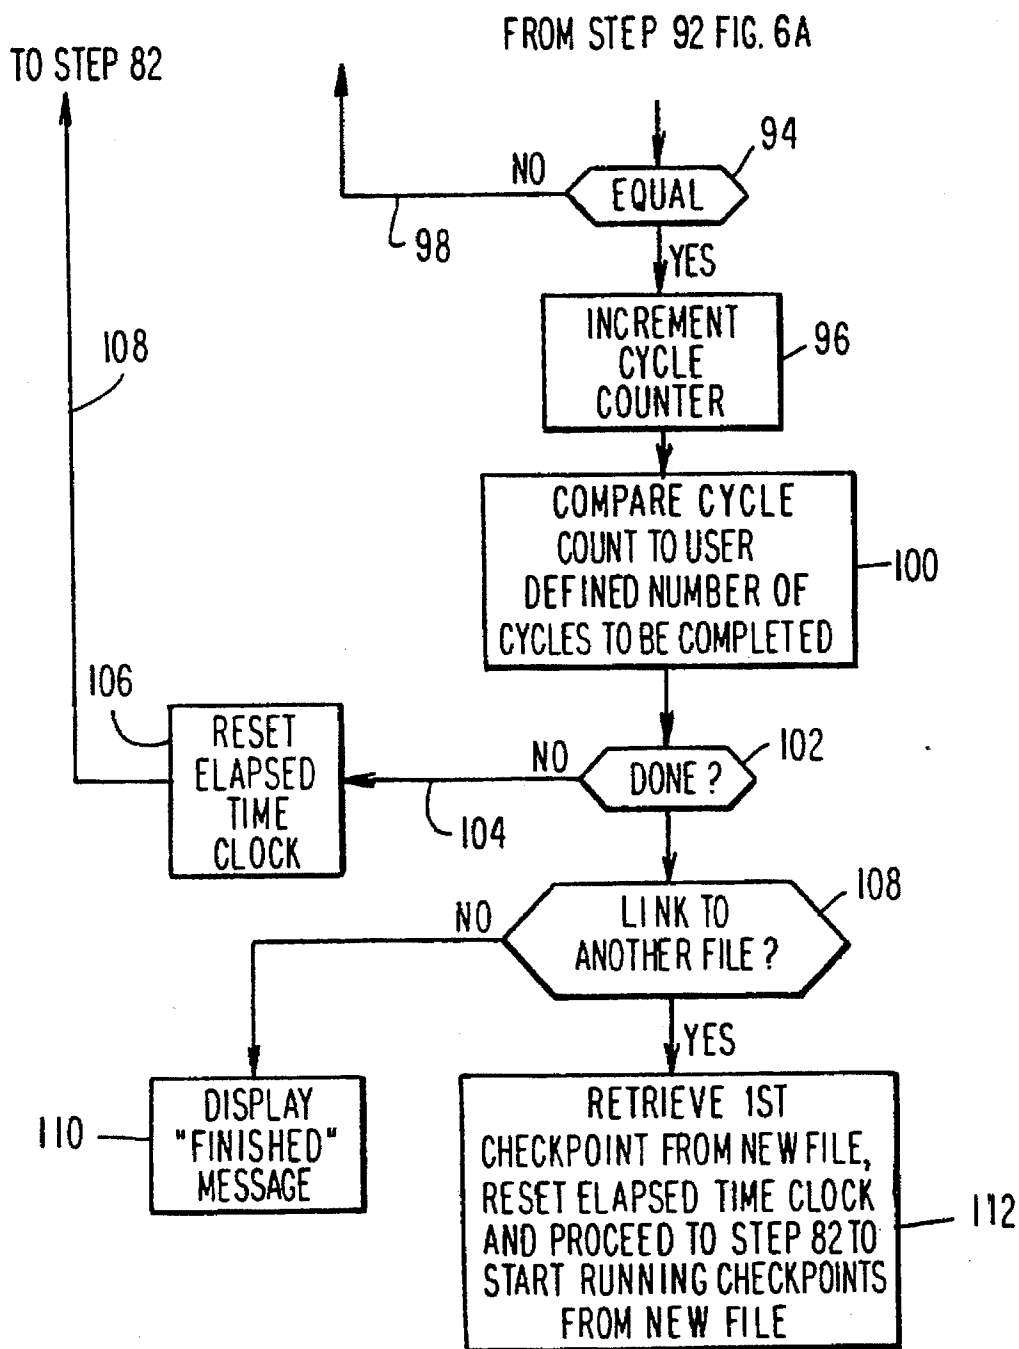 FROM STEP 92 FIG. 6A
TO STEP 82
94
NO
EQUAL
98
YES
INCREMENT
CYCLE
COUNTER
96
108
COMPARE CYCLE
COUNT TO USER
DEFINED NUMBER OF
CYCLES TO BE COMPLETED
100
106
RESET
ELAPSED
TIME
CLOCK
NO
104
DONE ?
102
NO
LINK TO
ANOTHER FILE ?
108
YES
110
DISPLAY
"FINISHED"
MESSAGE
RETRIEVE 1ST
CHECKPOINT FROM NEW FILE,
RESET ELAPSED TIME CLOCK
AND PROCEED TO STEP 82 TO
START RUNNING CHECKPOINTS
FROM NEW FILE
112